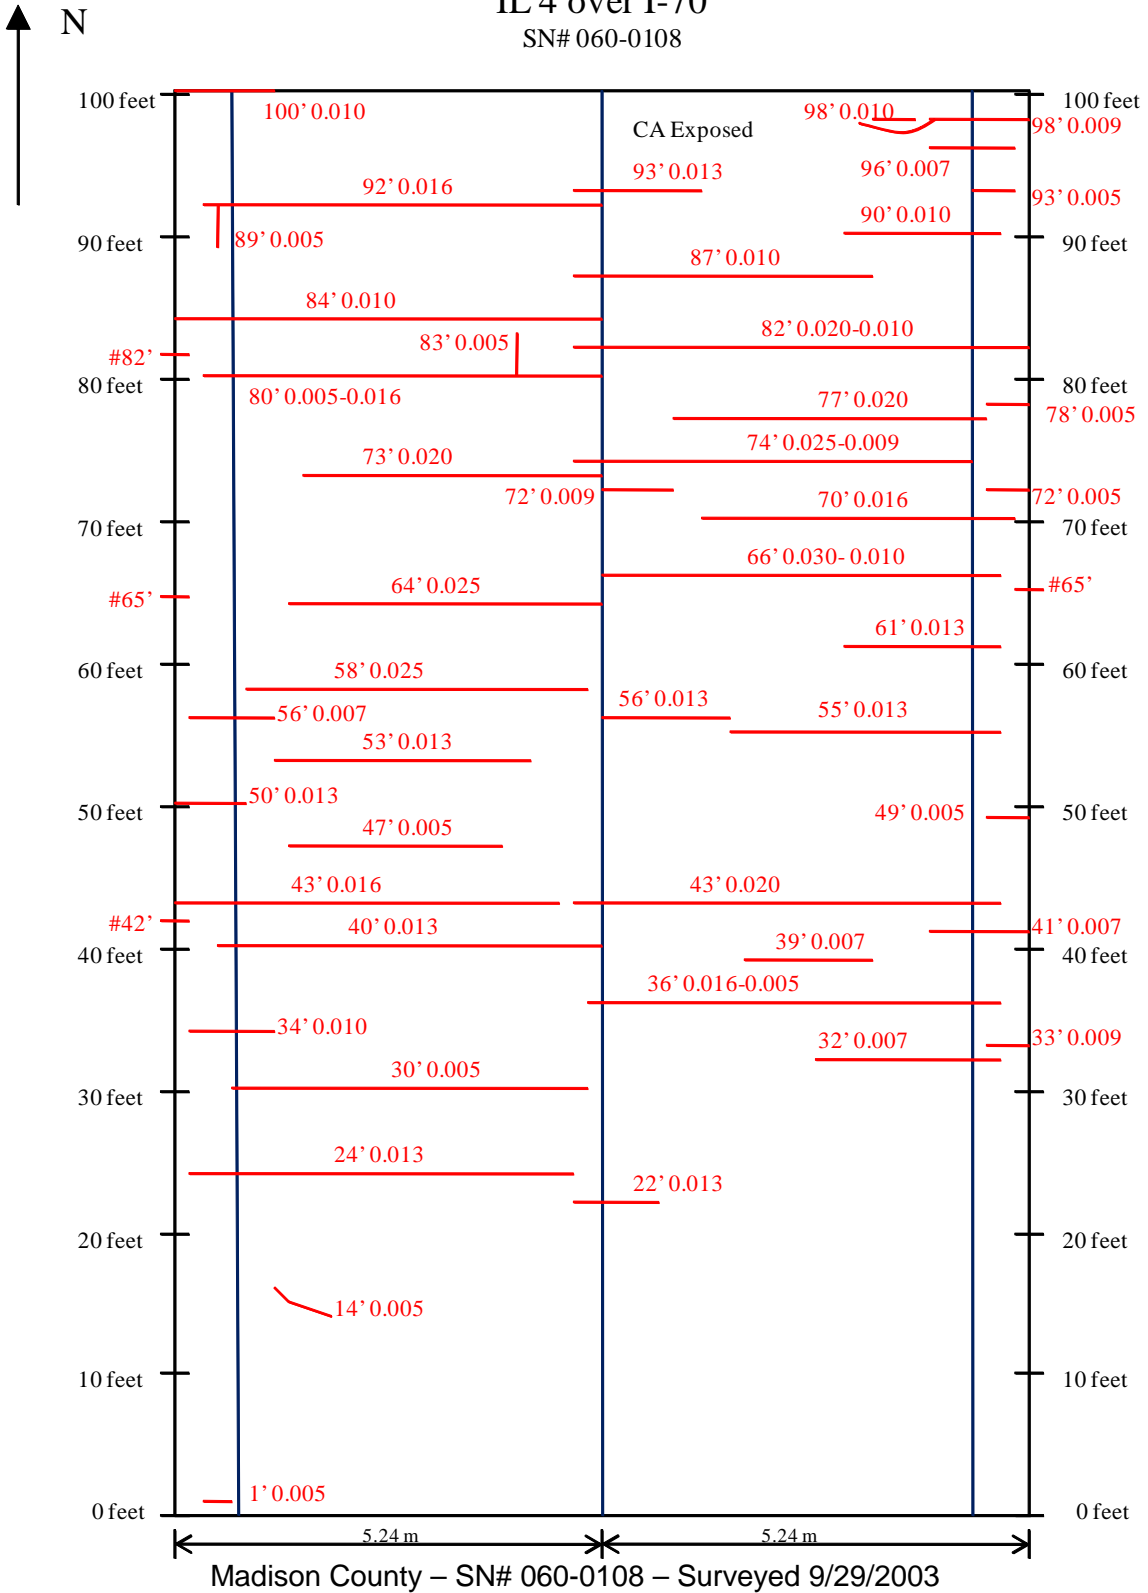 IL 4 over I-70
N
SN# 060-0108
100 feet
100 feet
100' 0.010
98' 0.010
98' 0.009
CA Exposed
93' 0.013
96' 0.007
92' 0.016
93' 0.005
90' 0.010
89' 0.005
90 feet
90 feet
87' 0.010
84' 0.010
82' 0.020-0.010
83' 0.005
#82'
80 feet
80 feet
80' 0.005-0.016
77' 0.020
78' 0.005
74' 0.025-0.009
73' 0.020
72' 0.009
72' 0.005
70' 0.016
70 feet
70 feet
66' 0.030- 0.010
64' 0.025
#65'
#65'
61' 0.013
60 feet
60 feet
58' 0.025
56' 0.013
56' 0.007
55' 0.013
53' 0.013
50' 0.013
50 feet
50 feet
49' 0.005
47' 0.005
43' 0.016
43' 0.020
#42'
40' 0.013
41' 0.007
39' 0.007
40 feet
40 feet
36' 0.016-0.005
34' 0.010
33' 0.009
32' 0.007
30' 0.005
30 feet
30 feet
24' 0.013
22' 0.013
20 feet
20 feet
14' 0.005
10 feet
10 feet
1' 0.005
0 feet
0 feet
5.24 m
5.24 m
Madison County – SN# 060-0108 – Surveyed 9/29/2003